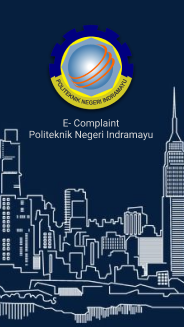 POLITEKNIK NEGERI INDRAMAYU
E- Complaint
Politeknik Negeri Indramayu